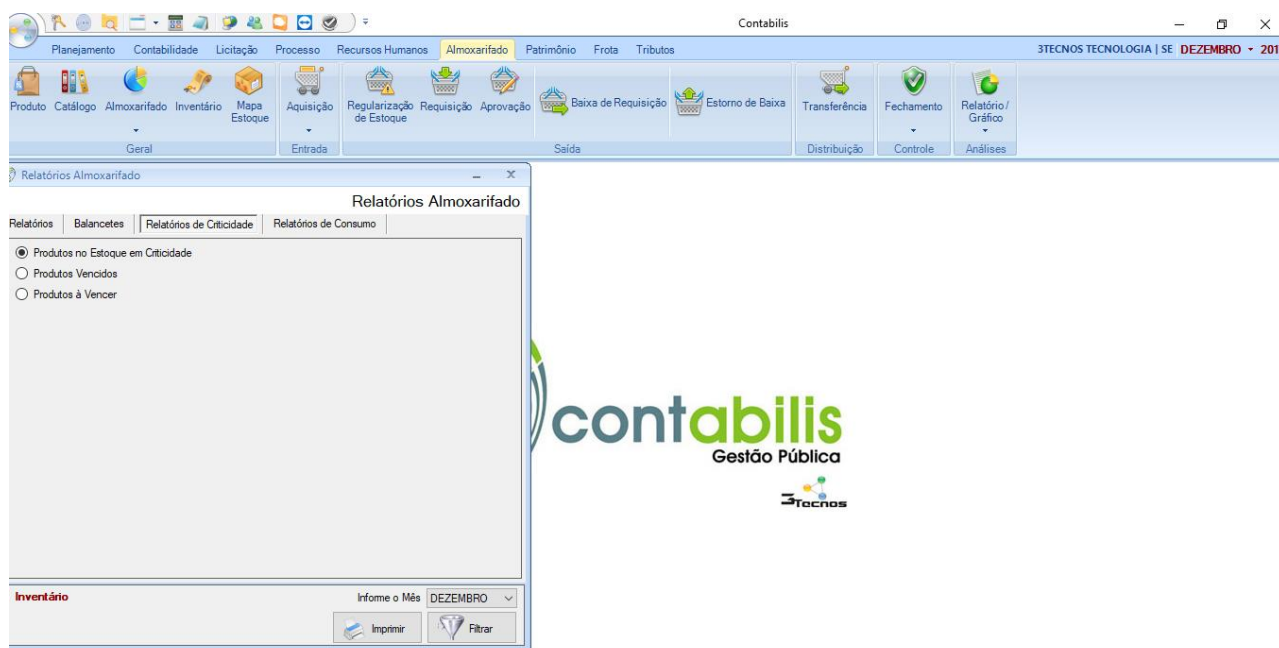 Contabilis
Planejamento Contabilidade Licitação Processo Recursos Humanos Almoxarifado Patrimônio Frota Tributos 3TECNOS TECNOLOGIA | SE DEZEMBRO 201
Produto Catálogo Almoxarifado Inventário Mapa Estoque Aquisição Regularização de Estoque Requisição Aprovação Baixa de Requisição Estorno de Baixa Transferência Fechamento Relatório / Gráfico
Geral Entrada Saída Distribuição Controle Análises
Relatórios Almoxarifado
Relatórios Almoxarifado
Relatórios Balancetes Relatórios de Criticidade Relatórios de Consumo
Produtos no Estoque em Criticidade
Produtos Vencidos
Produtos à Vencer
contabilis
Gestão Pública
3Tecnos
Inventário Informe o Mês DEZEMBRO
Imprimir Filtrar